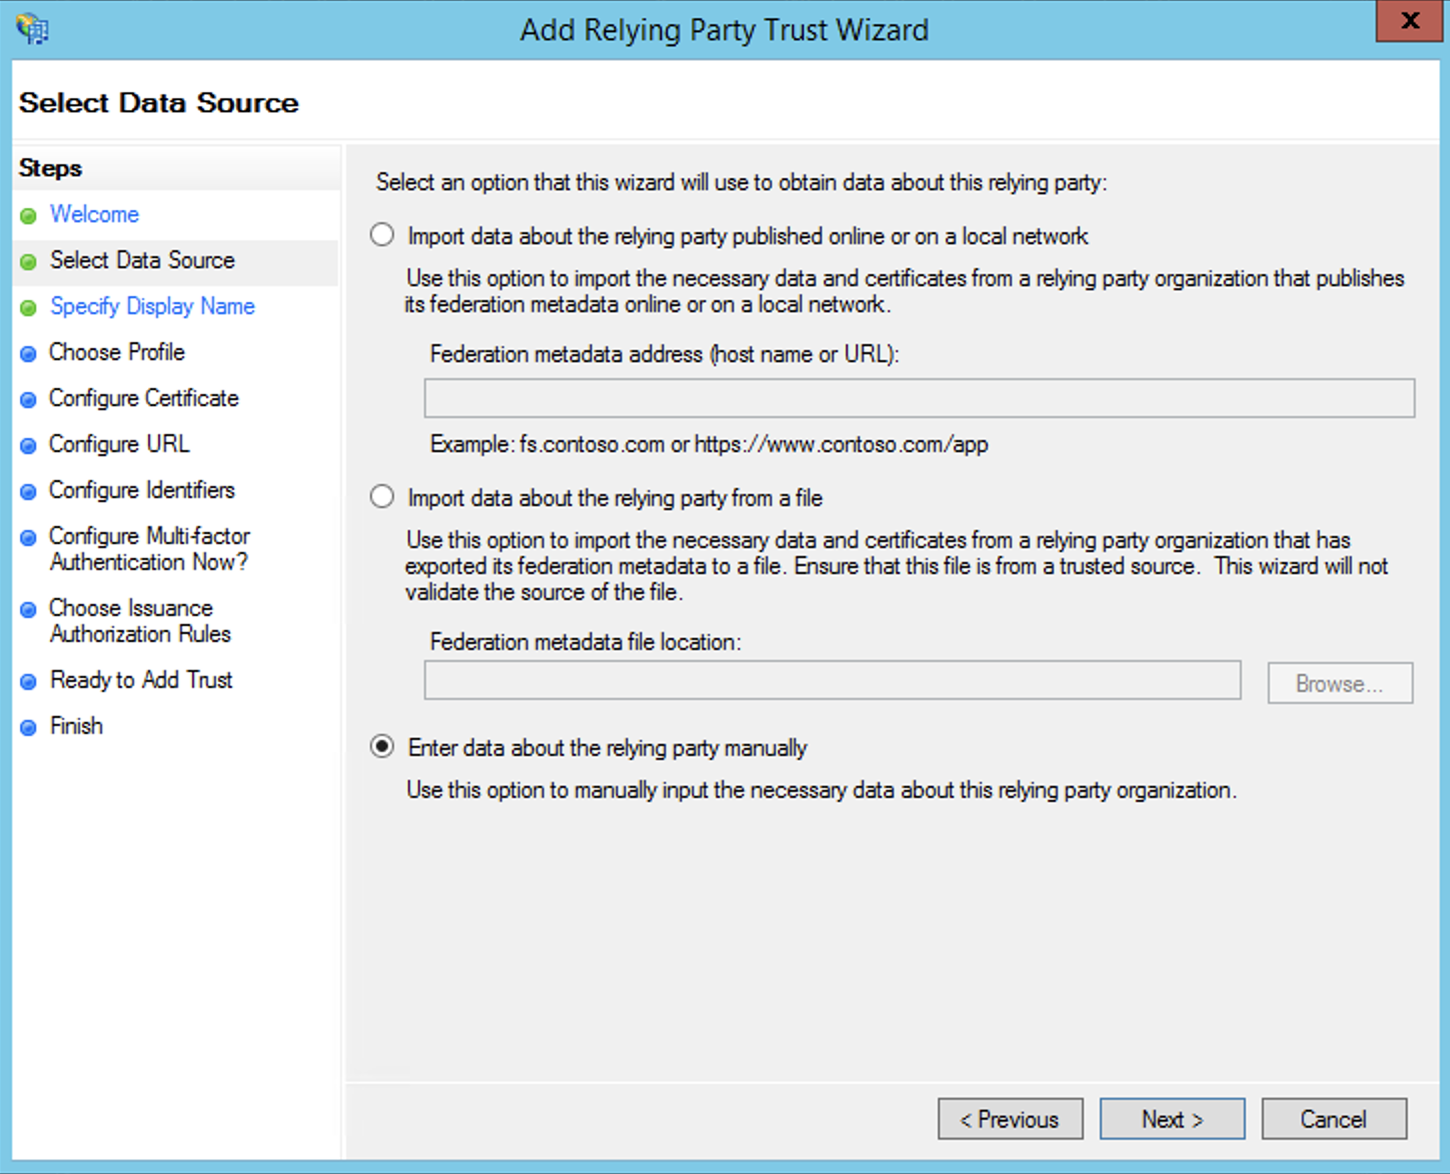 Add Relying Party Trust Wizard
X
Select Data Source
Steps
Welcome
Select Data Source
Specify Display Name
Choose Profile
Configure Certificate
Configure URL
Configure Identifiers
Configure Multi-factor
Authentication Now?
Choose Issuance
Authorization Rules
Ready to Add Trust
Finish
Select an option that this wizard will use to obtain data about this relying party:
Import data about the relying party published online or on a local network
Use this option to import the necessary data and certificates from a relying party organization that publishes
its federation metadata online or on a local network.
Federation metadata address (host name or URL):
Example: fs.contoso.com or https://www.contoso.com/app
Import data about the relying party from a file
Use this option to import the necessary data and certificates from a relying party organization that has
exported its federation metadata to a file. Ensure that this file is from a trusted source.  This wizard will not
validate the source of the file.
Federation metadata file location:
Browse...
Enter data about the relying party manually
Use this option to manually input the necessary data about this relying party organization.
< Previous
Next >
Cancel